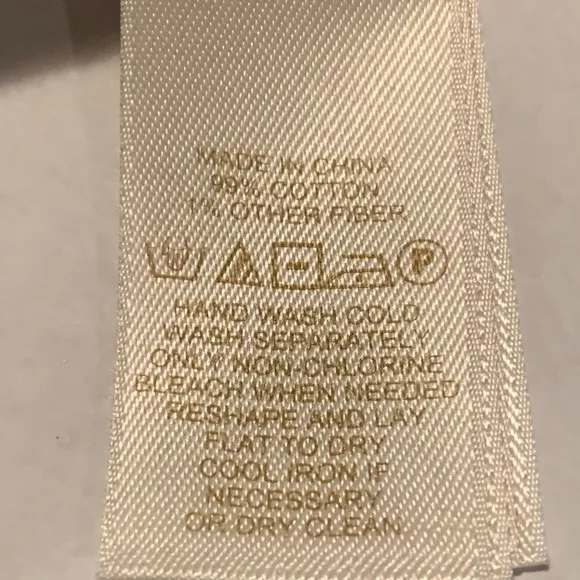 MADE IN CHINA
99% COTTON
1% OTHER FIBER
P
HAND WASH COLD
WASH SEPARATELY
ONLY NON-CHLORINE
BLEACH WHEN NEEDED
RESHAPE AND LAY
FLAT TO DRY
COOL IRON IF
NECESSARY
OR DRY CLEAN